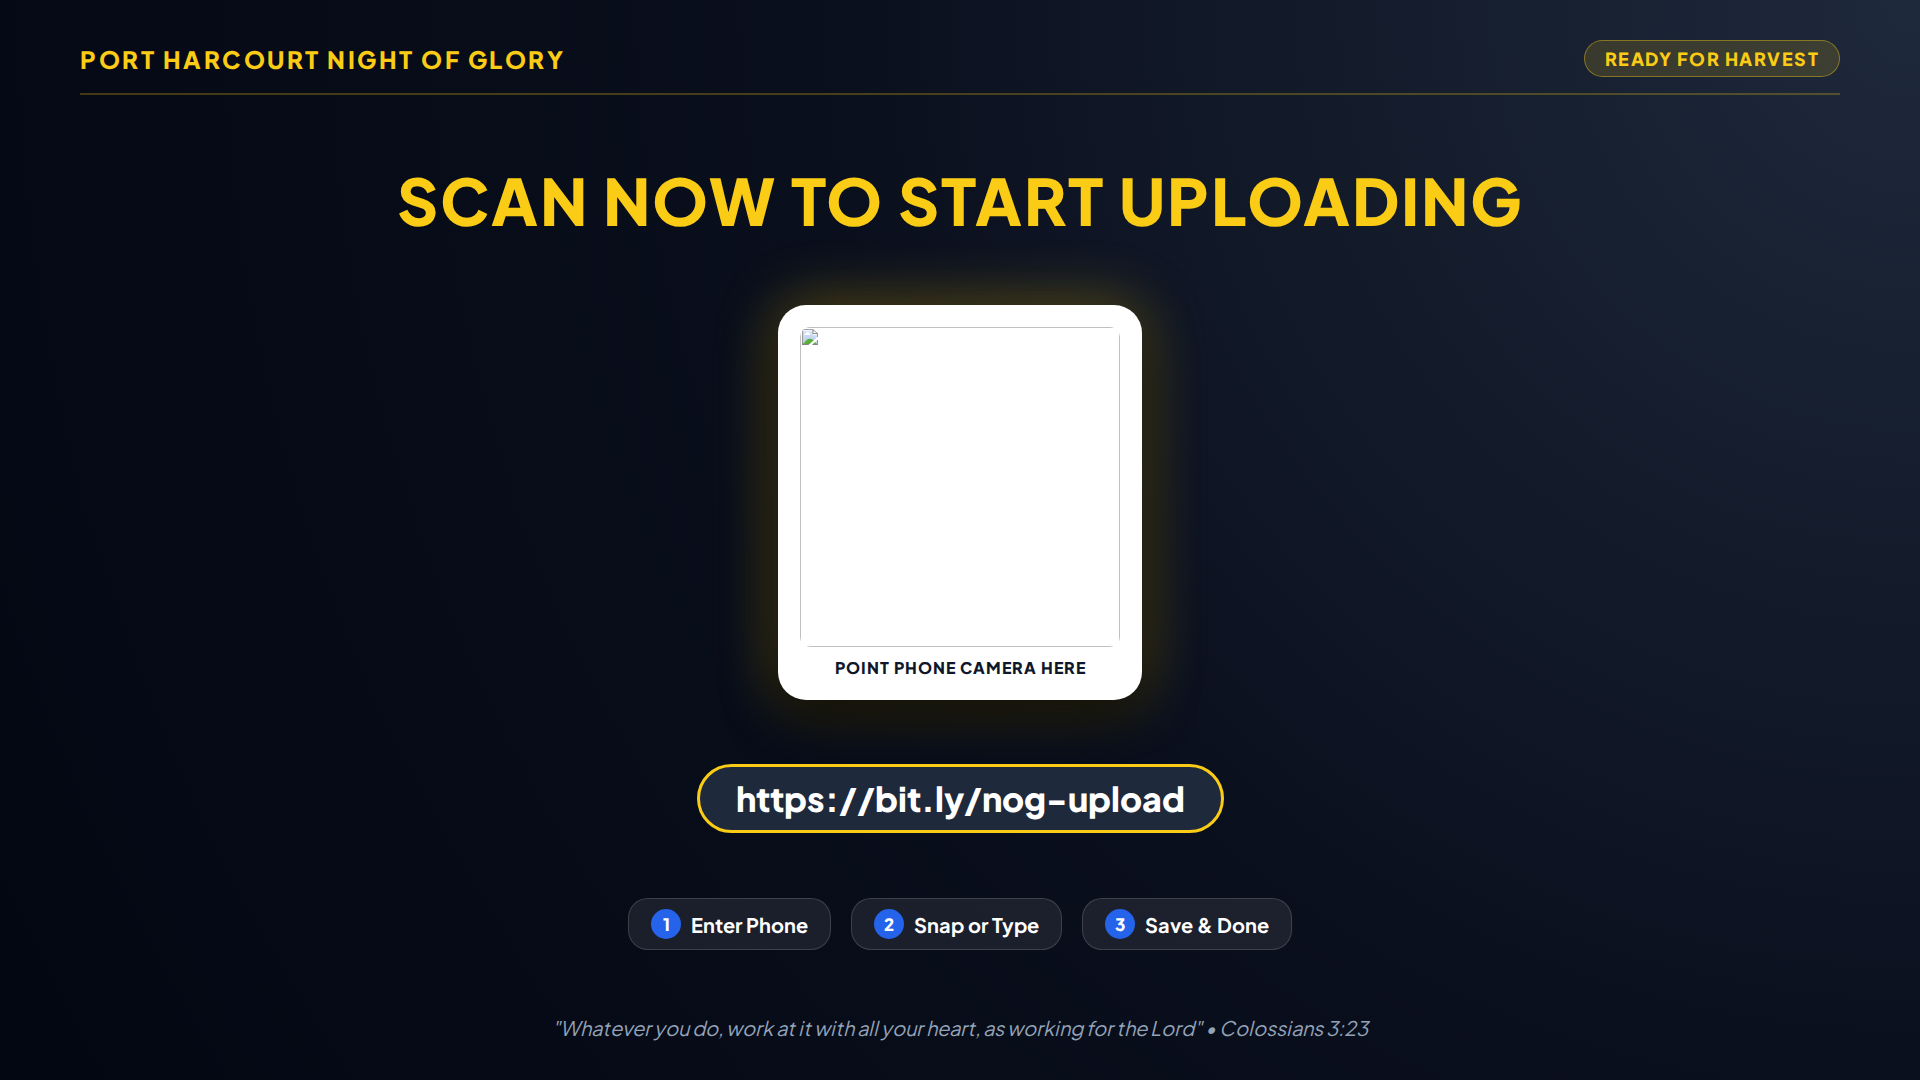 PORT HARCOURT NIGHT OF GLORY
READY FOR HARVEST
SCAN NOW TO START UPLOADING
POINT PHONE CAMERA HERE
https://bit.ly/nog-upload
1 Enter Phone
2 Snap or Type
3 Save & Done
"Whatever you do, work at it with all your heart, as working for the Lord" • Colossians 3:23